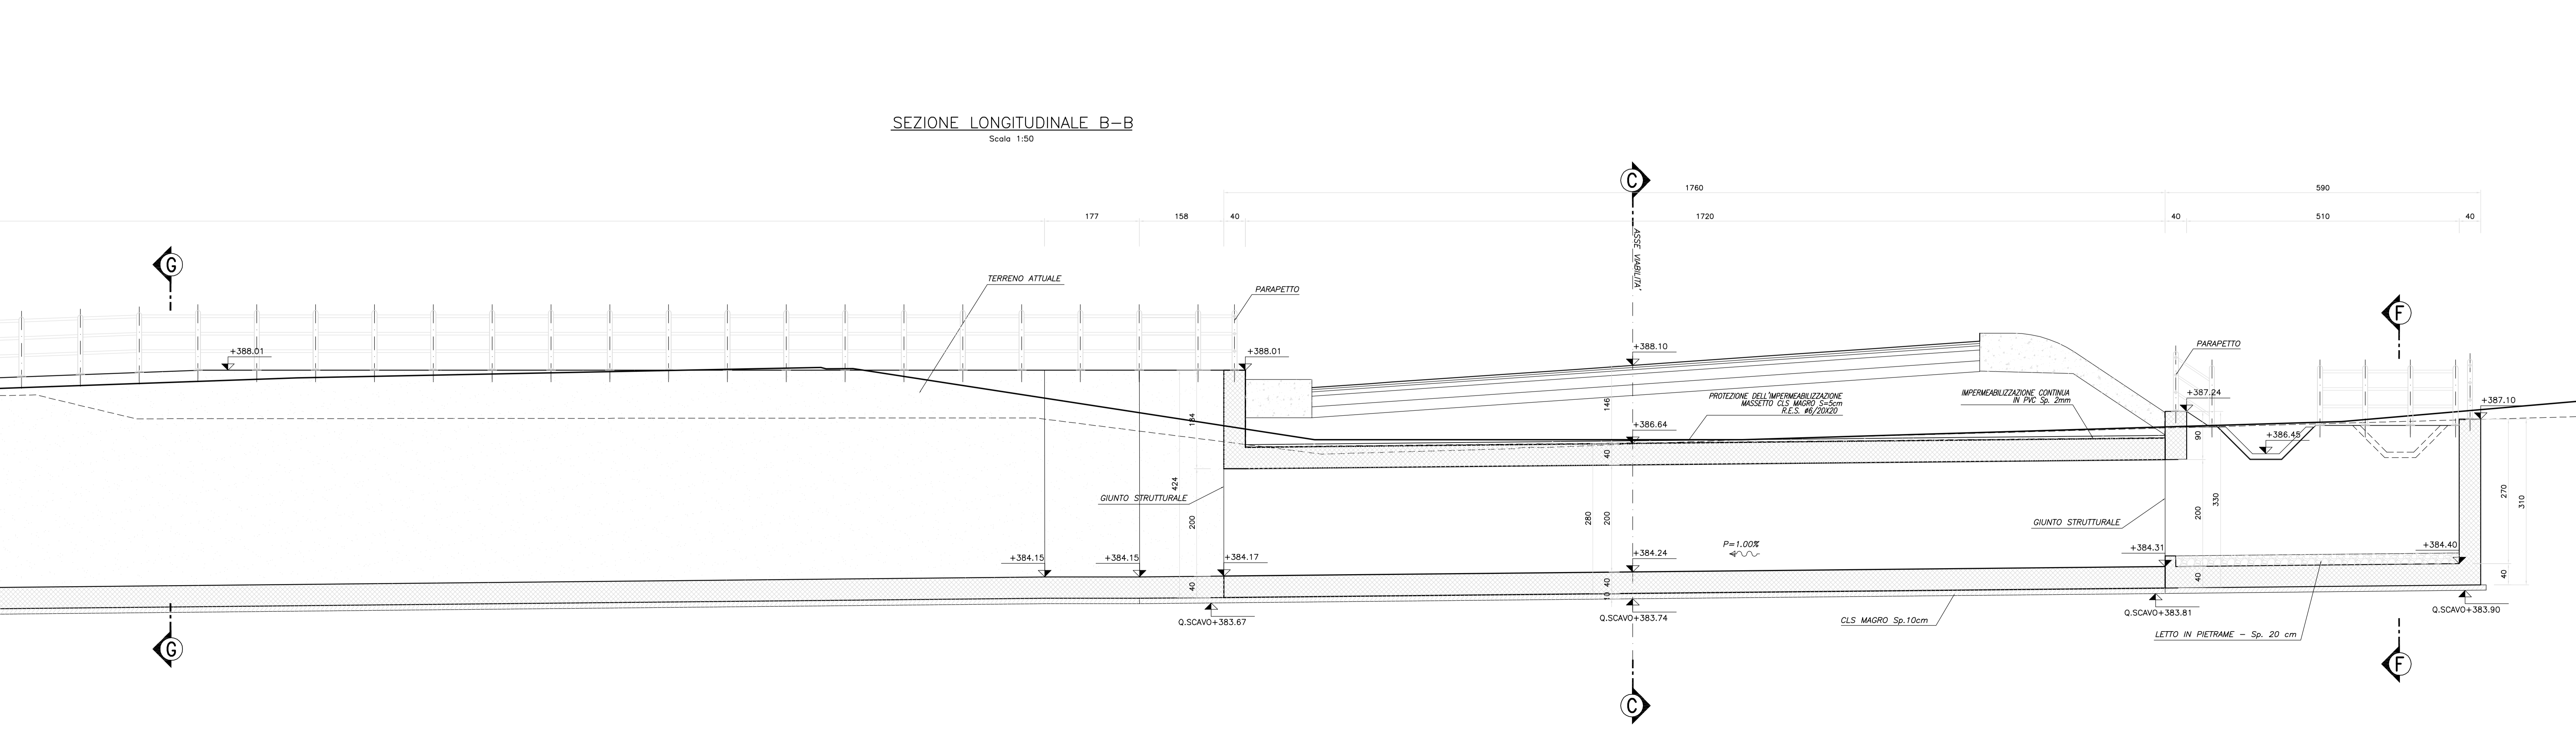 SEZIONE LONGITUDINALE B-B
Scala 1:50
C
1760
590
177
158
40
1720
40
510
40
ASSE VIABILITA'
G
TERRENO ATTUALE
PARAPETTO
F
+388.01
+388.01
+388.10
PARAPETTO
+387.24
+387.10
PROTEZIONE DELL'IMPERMEABILIZZAZIONE
MASSETTO CLS MAGRO S=5cm
R.E.S. #6/20X20
IMPERMEABILIZZAZIONE CONTINUA
IN PVC Sp. 2mm
146
184
+386.64
+386.45
90
40
424
GIUNTO STRUTTURALE
200
280
200
GIUNTO STRUTTURALE
200
330
270
310
P=1.00%
+384.15
+384.15
+384.17
+384.24
+384.31
+384.40
40
40
10
40
40
Q.SCAVO+383.67
Q.SCAVO+383.74
CLS MAGRO Sp.10cm
Q.SCAVO+383.81
Q.SCAVO+383.90
LETTO IN PIETRAME - Sp. 20 cm
G
F
C